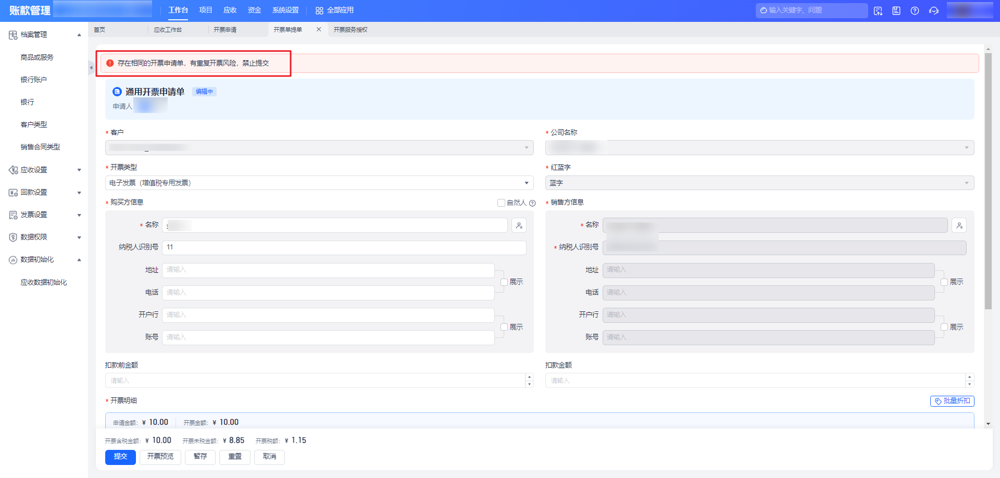 账款管理
工作台 项目 应收 资金 系统设置 全部应用
输入关键字、问题
首页 应收工作台 开票申请 开票单提单 开票服务授权
档案管理
商品或服务
银行账户
银行
客户类型
销售合同类型
应收设置
回款设置
发票设置
数据权限
数据初始化
应收数据初始化
存在相同的开票申请单，有重复开票风险，禁止提交
通用开票申请单 编辑中
申请人
* 客户
* 公司名称
* 开票类型
* 红蓝字
电子发票（增值税专用发票）
蓝字
* 购买方信息 自然人
* 销售方信息
* 名称
* 名称
纳税人识别号 11
* 纳税人识别号
地址 请输入
地址 请输入
展示
展示
电话 请输入
电话 请输入
开户行 请输入
开户行 请输入
展示
展示
账号 请输入
账号 请输入
扣款前金额
扣款金额
请输入
请输入
* 开票明细
批量折扣
申请金额: ¥ 10.00 开票金额: ¥ 10.00
开票含税金额: ¥ 10.00 开票未税金额: ¥ 8.85 开票税额: ¥ 1.15
提交 开票预览 暂存 重置 取消